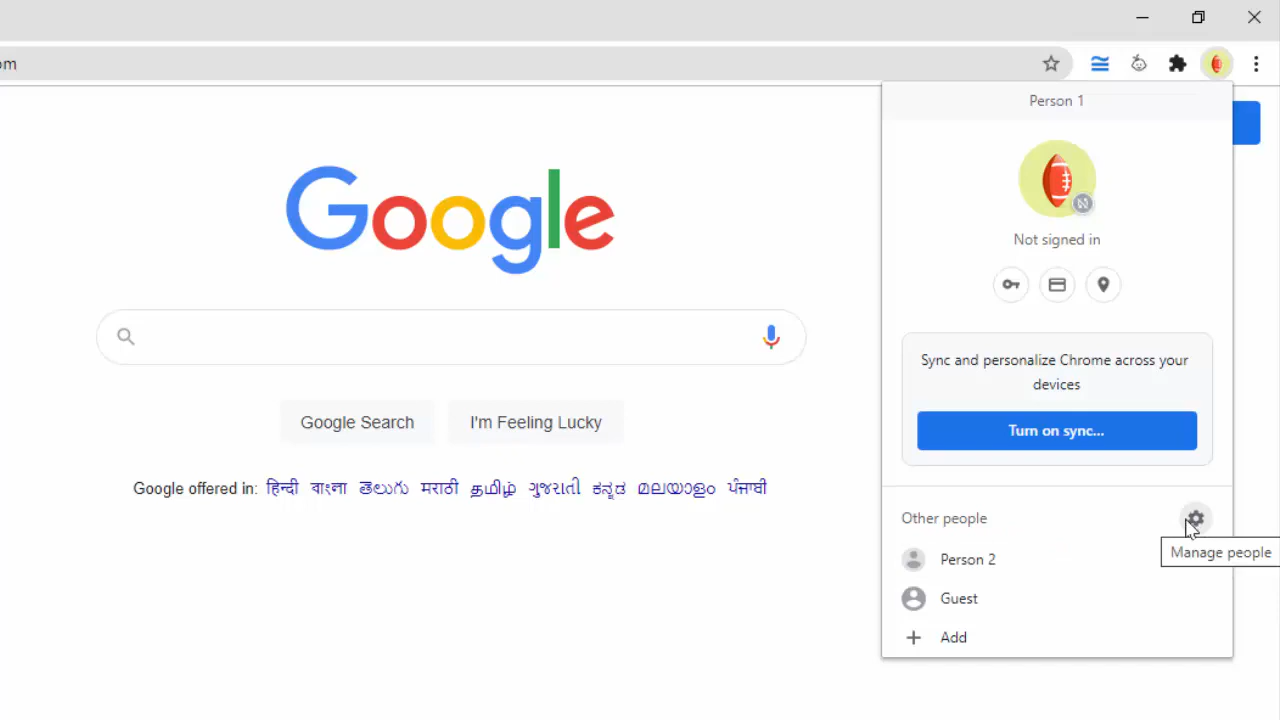 om
Person 1
Google
Not signed in
Sync and personalize Chrome across your
devices
Turn on sync...
Google Search
I'm Feeling Lucky
Google offered in: हिन्दी বাংলা తెలుగు मराठी தமிழ் ગુજરાતી ಕನ್ನಡ മലയാളം ਪੰਜਾਬੀ
Other people
Manage people
Person 2
Guest
Add